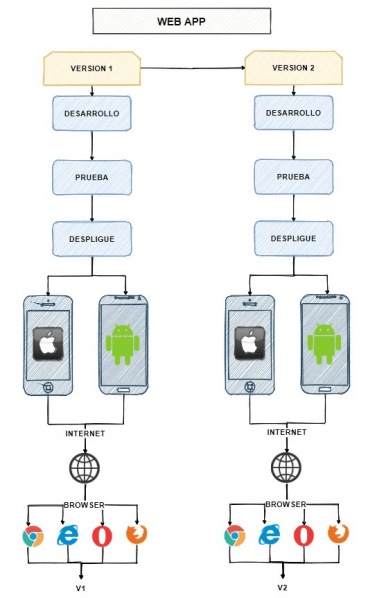 WEB APP
VERSION 1
VERSION 2
DESARROLLO
DESARROLLO
PRUEBA
PRUEBA
DESPLIGUE
DESPLIGUE
INTERNET
INTERNET
BROWSER
BROWSER
V1
V2